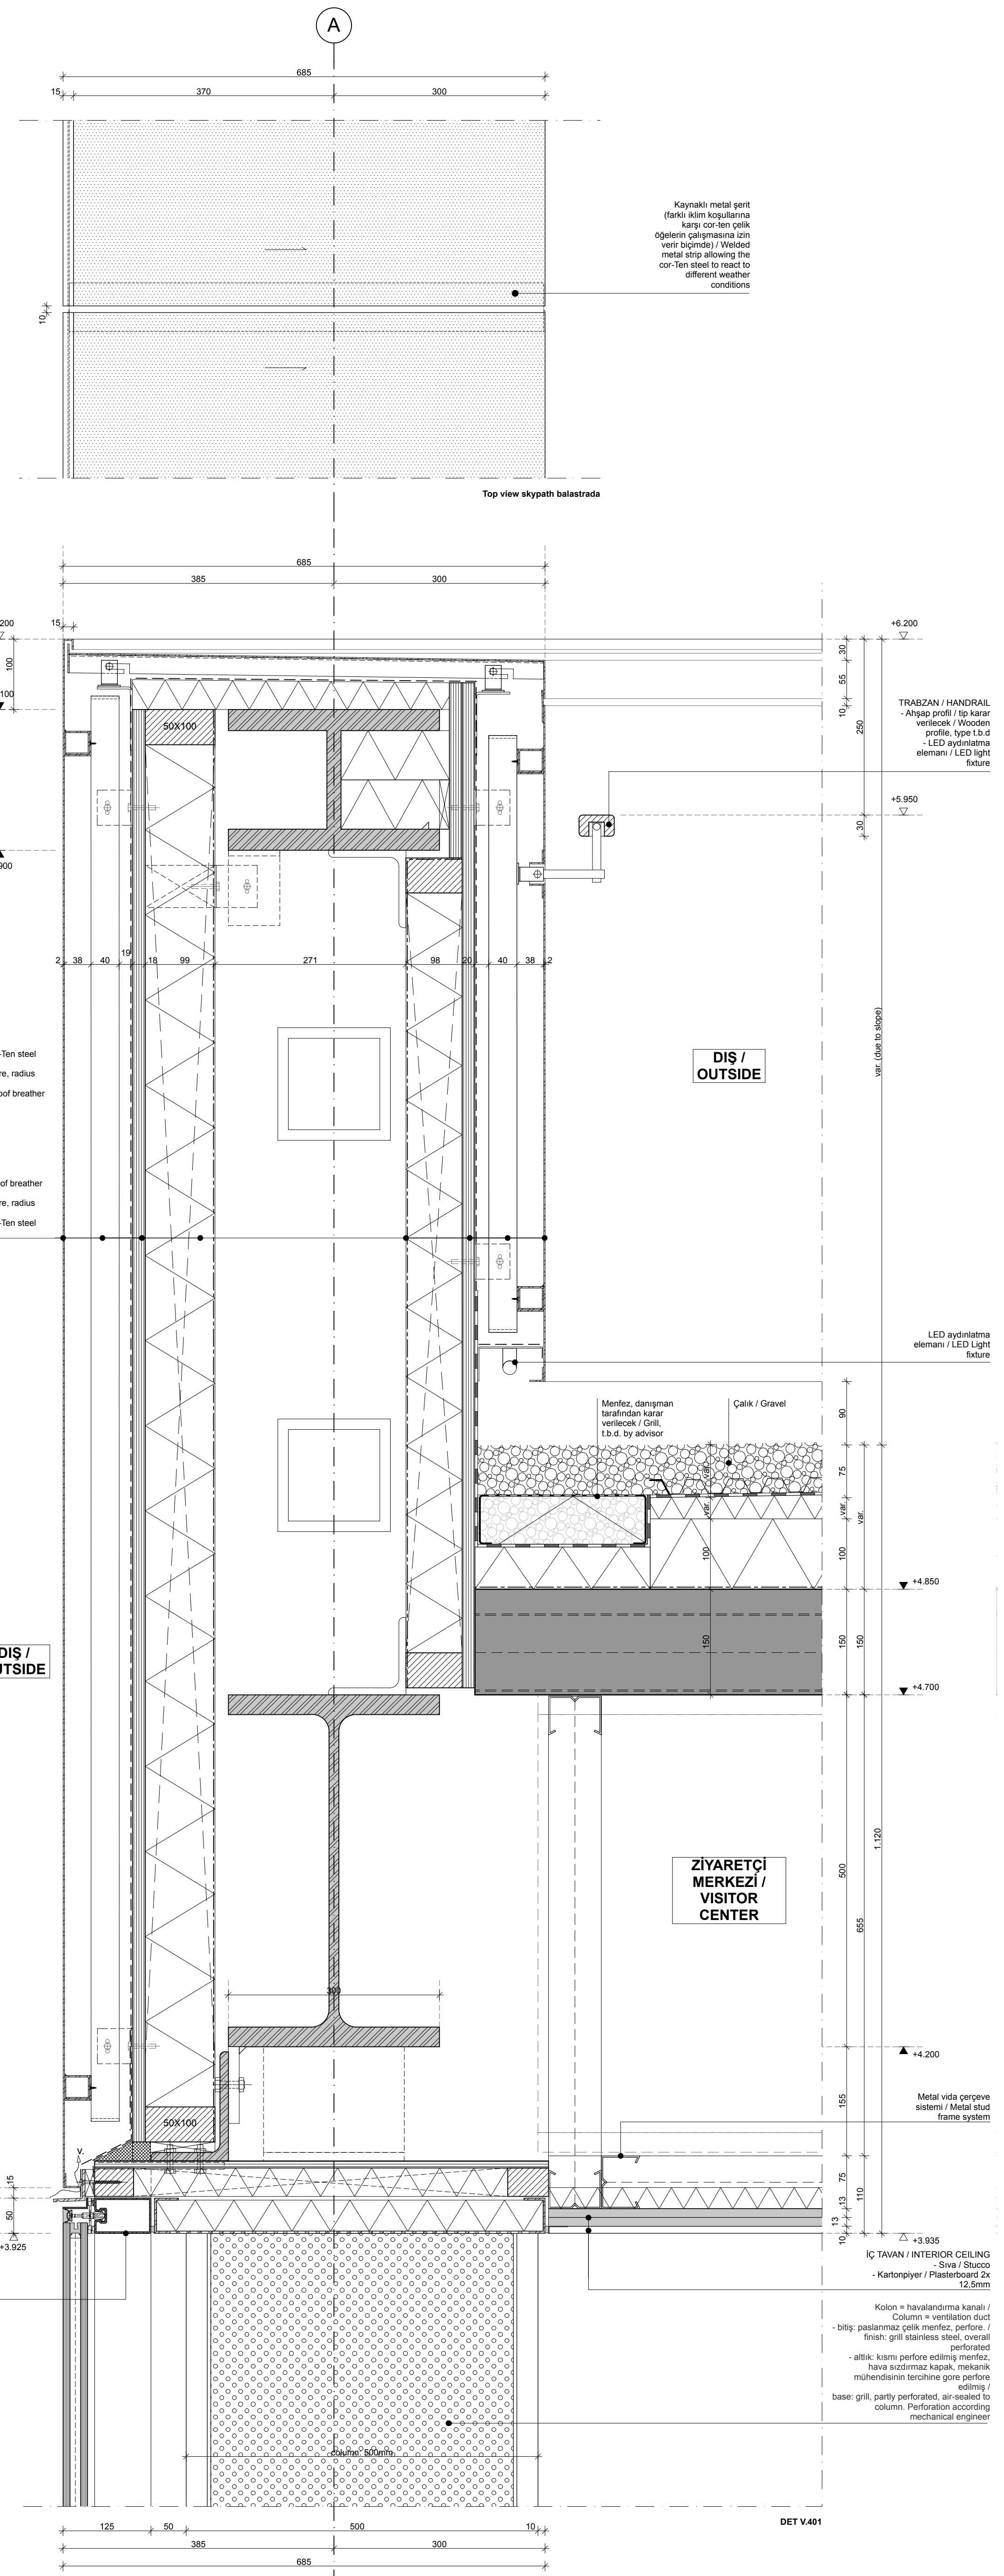 A
685
15
370
300
Kaynaklı metal şerit
(farklı iklim koşullarına
karşı cor-ten çelik
öğelerin çalışmasına izin
verir biçimde) / Welded
metal strip allowing the
cor-Ten steel to react to
different weather
conditions
10
Top view skypath balastrada
685
385
300
15
200
100
100
900
+6.200
30
55
10
250
TRABZAN / HANDRAIL
- Ahşap profil / tip karar
verilecek / Wooden
profile, type t.b.d
- LED aydınlatma
elemanı / LED light
fixture
50X100
+5.950
30
2
38
40
19
18
99
271
98
20
40
38
2
var. (due to slope)
-Ten steel
re, radius
oof breather
DIŞ /
OUTSIDE
of breather
re, radius
-Ten steel
LED aydınlatma
elemanı / LED Light
fixture
Menfez, danışman
tarafından karar
verilecek / Grill,
t.b.d. by advisor
Çalık / Gravel
90
75
var.
var.
var.
var.
100
100
+4.850
150
150
150
DIŞ /
UTSIDE
+4.700
ZİYARETÇİ
MERKEZİ /
VISITOR
CENTER
500
1.120
655
300
+4.200
155
Metal vida çerçeve
sistemi / Metal stud
frame system
50X100
v.
15
50
+3.925
75
110
13
13
10
+3.935
İÇ TAVAN / INTERIOR CEILING
- Sıva / Stucco
- Kartonpiyer / Plasterboard 2x
12,5mm
Kolon = havalandırma kanalı /
Column = ventilation duct
- bitiş: paslanmaz çelik menfez, perfore. /
finish: grill stainless steel, overall
perforated
- altlık: kısmı perfore edilmiş menfez,
hava sızdırmaz kapak, mekanik
mühendisinin tercihine gore perfore
edilmiş /
base: grill, partly perforated, air-sealed to
column. Perforation according
mechanical engineer
column: 500mm
DET V.401
125
50
500
10
385
300
685